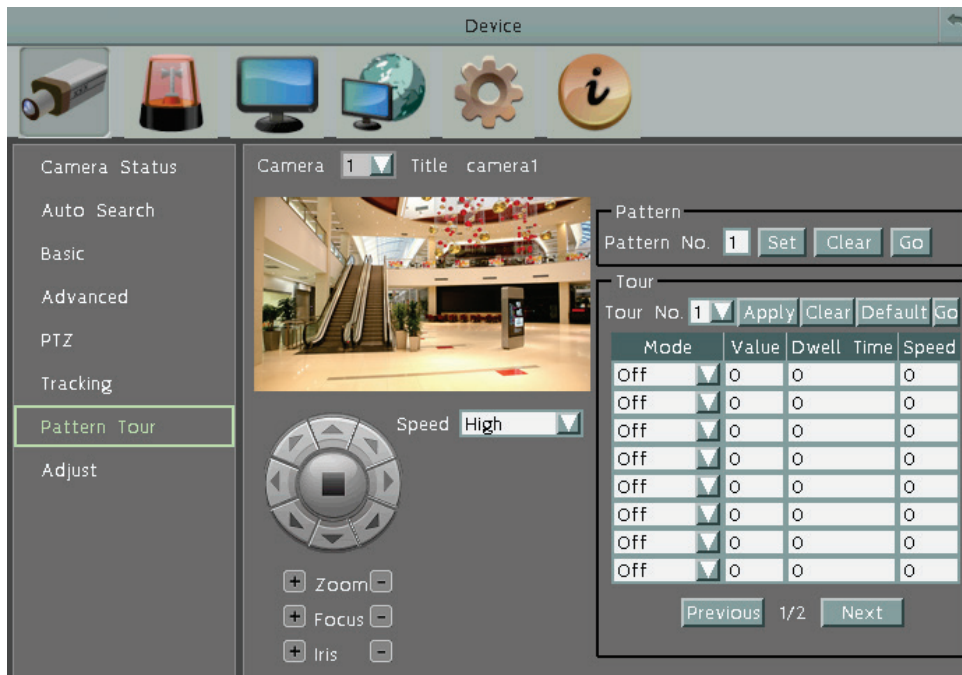 Device
Camera Status
Auto Search
Basic
Advanced
PTZ
Tracking
Pattern Tour
Adjust
Camera 1 Title camera1
Pattern
Pattern No. 1 Set Clear Go
Tour
Tour No. 1 Apply Clear Default Go
Mode Value Dwell Time Speed
Off 0 0 0
Off 0 0 0
Off 0 0 0
Off 0 0 0
Off 0 0 0
Off 0 0 0
Off 0 0 0
Off 0 0 0
Previous 1/2 Next
Speed High
+ Zoom -
+ Focus -
+ Iris -